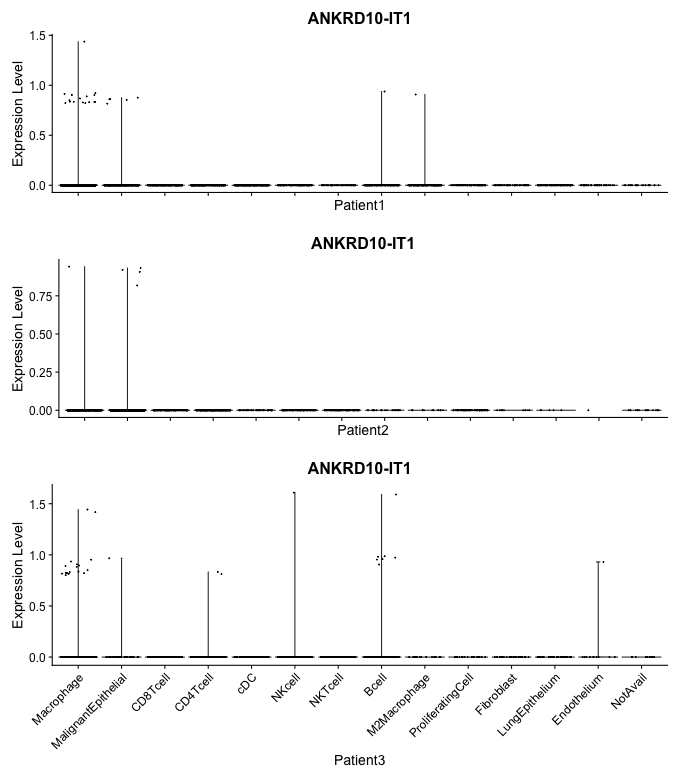 ANKRD10-IT1
Expression Level
1.5
1.0
0.5
0.0
Patient1
ANKRD10-IT1
Expression Level
0.75
0.50
0.25
0.00
Patient2
ANKRD10-IT1
Expression Level
1.5
1.0
0.5
0.0
Macrophage
MalignantEpithelial
CD8Tcell
CD4Tcell
cDC
NKcell
NKTcell
Bcell
M2Macrophage
ProliferatingCell
Fibroblast
LungEpithelium
Endothelium
NotAvail
Patient3